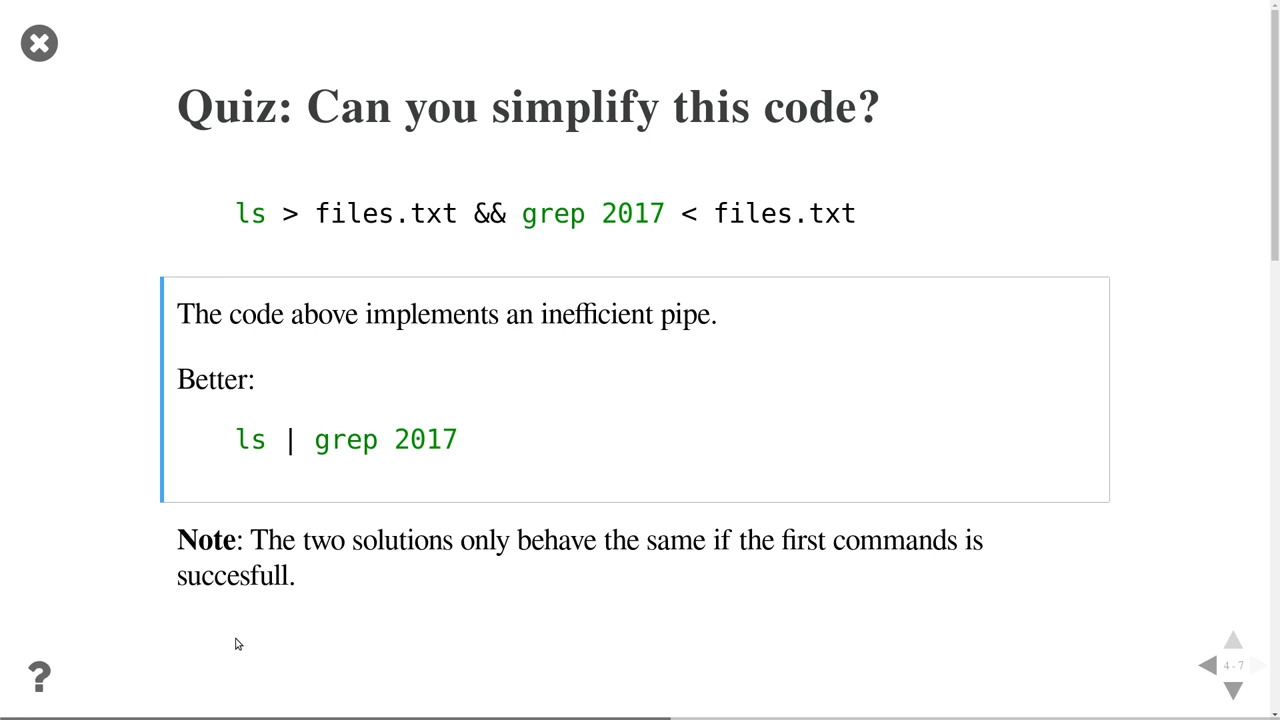 Quiz: Can you simplify this code?
ls > files.txt && grep 2017 < files.txt
The code above implements an inefficient pipe.
Better:
ls | grep 2017
Note: The two solutions only behave the same if the first commands is
succesfull.
?
4 - 7